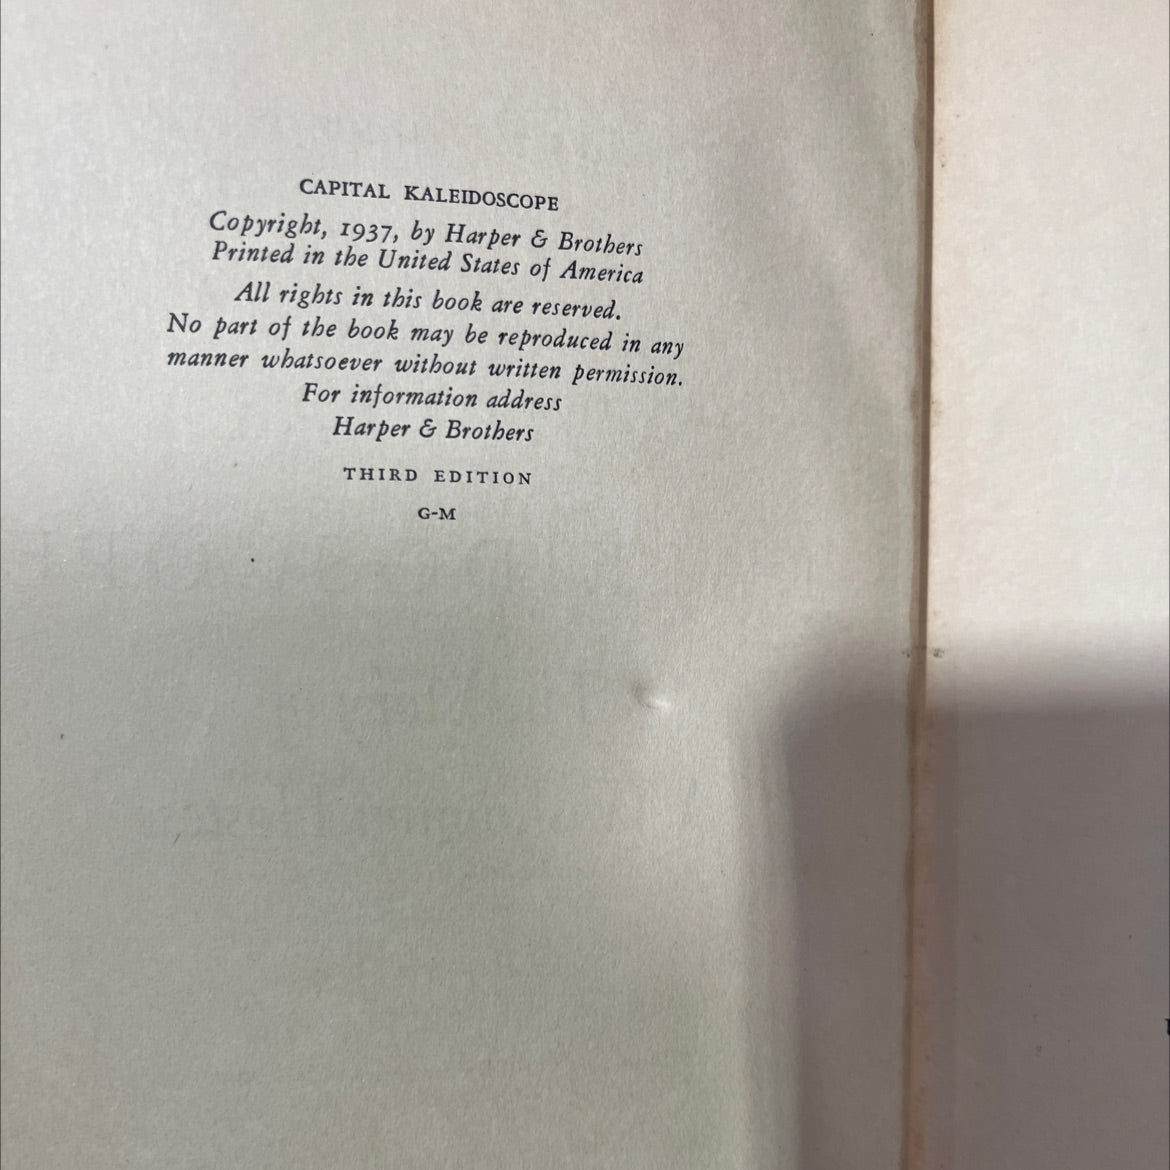 CAPITAL KALEIDOSCOPE
Copyright, 1937, by Harper & Brothers
Printed in the United States of America
All rights in this book are reserved.
No part of the book may be reproduced in any
manner whatsoever without written permission.
For information address
Harper & Brothers
THIRD EDITION
G-M